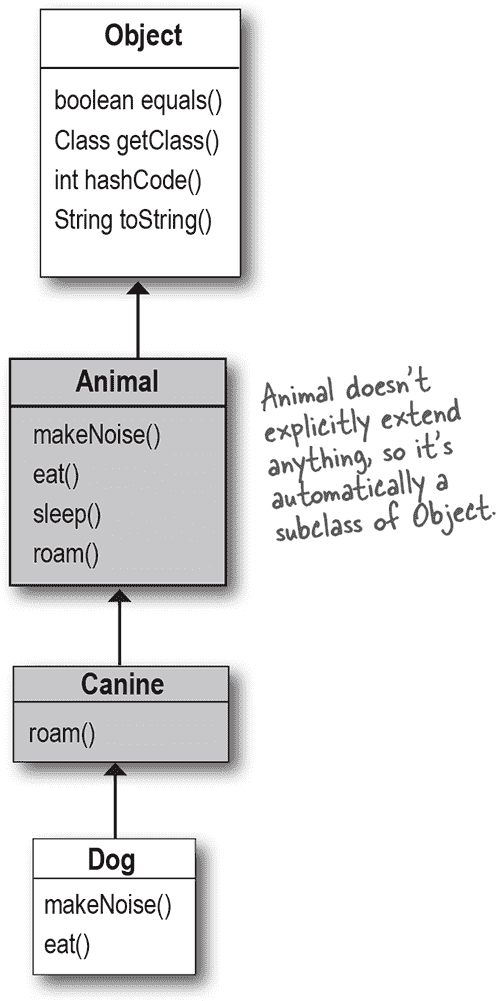 Object
boolean equals()
Class getClass()
int hashCode()
String toString()
Animal
makeNoise()
eat()
sleep()
roam()
Animal doesn't
explicitly extend
anything, so it's
automatically a
subclass of Object.
Canine
roam()
Dog
makeNoise()
eat()